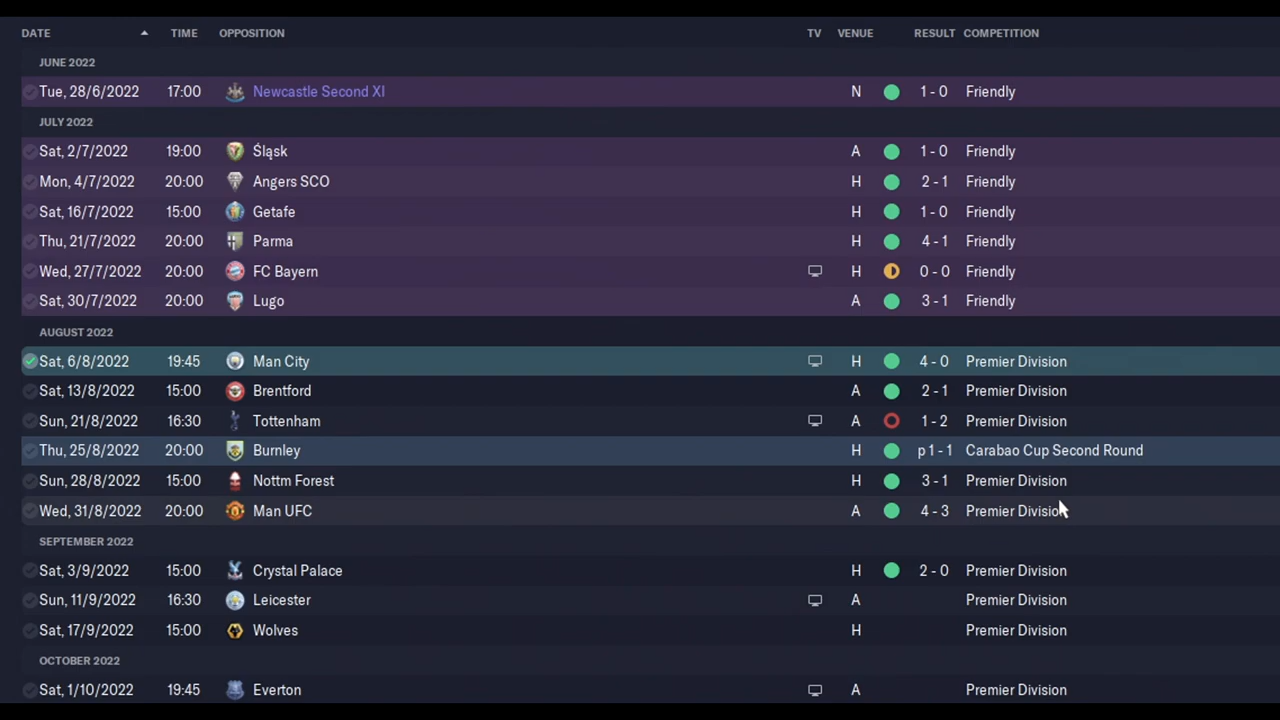 DATE TIME OPPOSITION TV VENUE RESULT COMPETITION
JUNE 2022
Tue, 28/6/2022 17:00 Newcastle Second XI N 1 - 0 Friendly
JULY 2022
Sat, 2/7/2022 19:00 Śląsk A 1 - 0 Friendly
Mon, 4/7/2022 20:00 Angers SCO H 2 - 1 Friendly
Sat, 16/7/2022 15:00 Getafe H 1 - 0 Friendly
Thu, 21/7/2022 20:00 Parma H 4 - 1 Friendly
Wed, 27/7/2022 20:00 FC Bayern H 0 - 0 Friendly
Sat, 30/7/2022 20:00 Lugo A 3 - 1 Friendly
AUGUST 2022
Sat, 6/8/2022 19:45 Man City H 4 - 0 Premier Division
Sat, 13/8/2022 15:00 Brentford A 2 - 1 Premier Division
Sun, 21/8/2022 16:30 Tottenham A 1 - 2 Premier Division
Thu, 25/8/2022 20:00 Burnley H p 1 - 1 Carabao Cup Second Round
Sun, 28/8/2022 15:00 Nottm Forest H 3 - 1 Premier Division
Wed, 31/8/2022 20:00 Man UFC A 4 - 3 Premier Division
SEPTEMBER 2022
Sat, 3/9/2022 15:00 Crystal Palace H 2 - 0 Premier Division
Sun, 11/9/2022 16:30 Leicester A Premier Division
Sat, 17/9/2022 15:00 Wolves H Premier Division
OCTOBER 2022
Sat, 1/10/2022 19:45 Everton A Premier Division